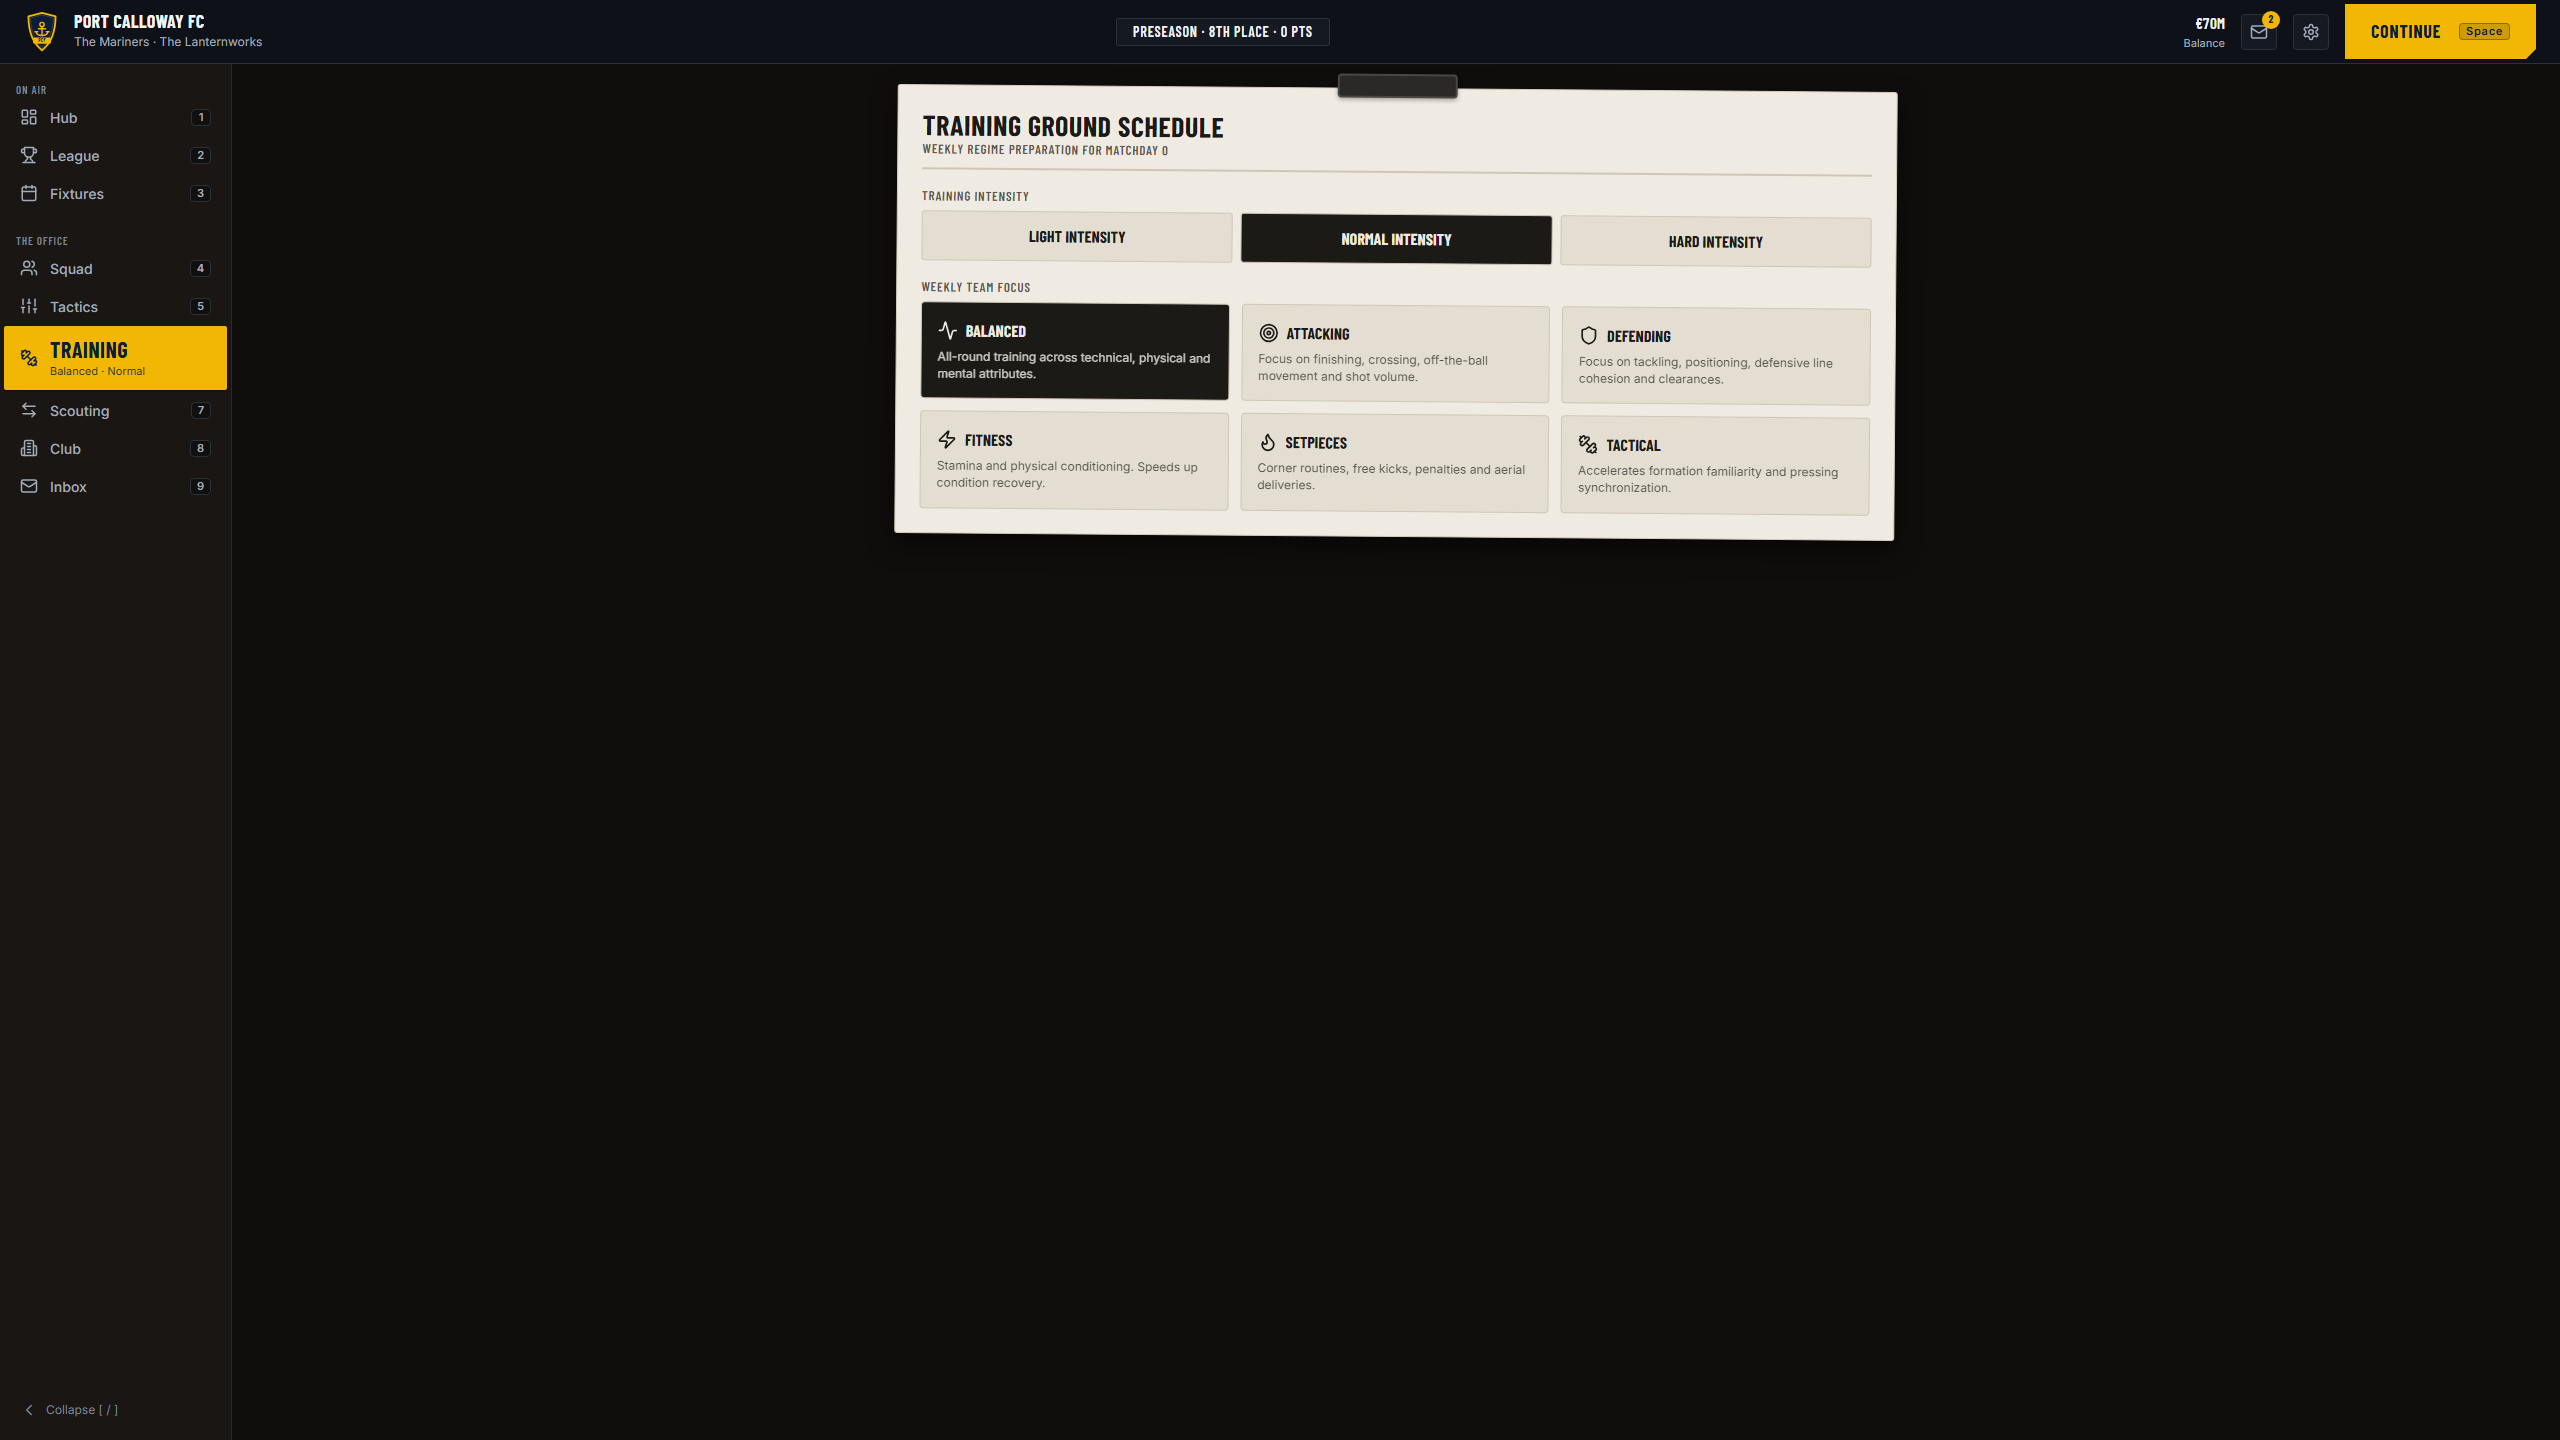 PORT CALLOWAY FC
The Mariners · The Lanternworks
PRESEASON · 8TH PLACE · 0 PTS
€70M
Balance
2
CONTINUE Space
ON AIR
Hub 1
League 2
Fixtures 3
THE OFFICE
Squad 4
Tactics 5
TRAINING
Balanced · Normal
Scouting 7
Club 8
Inbox 9
Collapse [ / ]
TRAINING GROUND SCHEDULE
WEEKLY REGIME PREPARATION FOR MATCHDAY 0
TRAINING INTENSITY
LIGHT INTENSITY
NORMAL INTENSITY
HARD INTENSITY
WEEKLY TEAM FOCUS
BALANCED
All-round training across technical, physical and
mental attributes.
ATTACKING
Focus on finishing, crossing, off-the-ball
movement and shot volume.
DEFENDING
Focus on tackling, positioning, defensive line
cohesion and clearances.
FITNESS
Stamina and physical conditioning. Speeds up
condition recovery.
SETPIECES
Corner routines, free kicks, penalties and aerial
deliveries.
TACTICAL
Accelerates formation familiarity and pressing
synchronization.